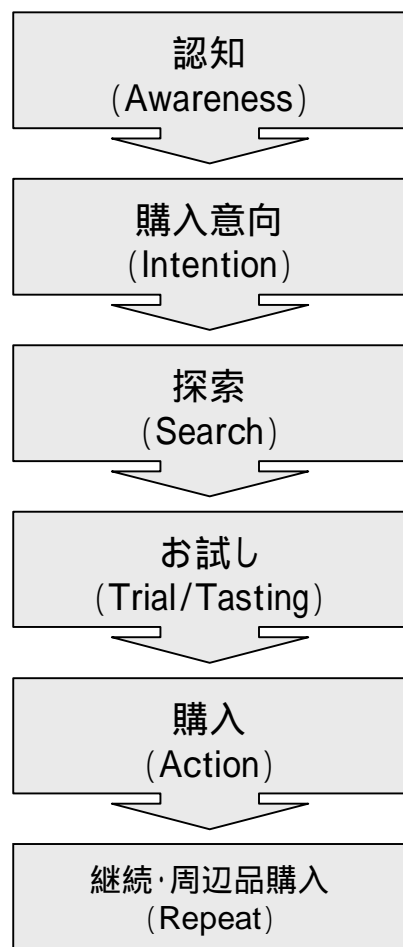 認知
(Awareness)
購入意向
(Intention)
探索
(Search)
お試し
(Trial/Tasting)
購入
(Action)
継続・周辺品購入
(Repeat)